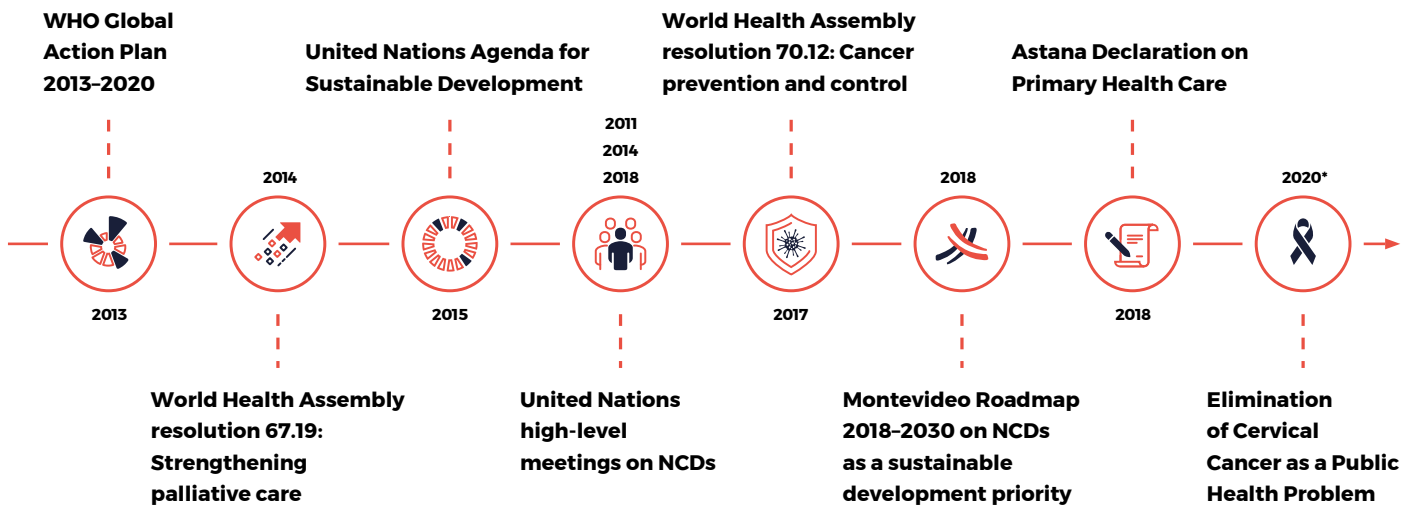 WHO Global
Action Plan
2013–2020
2013
2014
World Health Assembly
resolution 67.19:
Strengthening
palliative care
United Nations Agenda for
Sustainable Development
2015
2011
2014
2018
United Nations
high-level
meetings on NCDs
World Health Assembly
resolution 70.12: Cancer
prevention and control
2017
2018
Montevideo Roadmap
2018–2030 on NCDs
as a sustainable
development priority
Astana Declaration on
Primary Health Care
2018
2020*
Elimination
of Cervical
Cancer as a Public
Health Problem